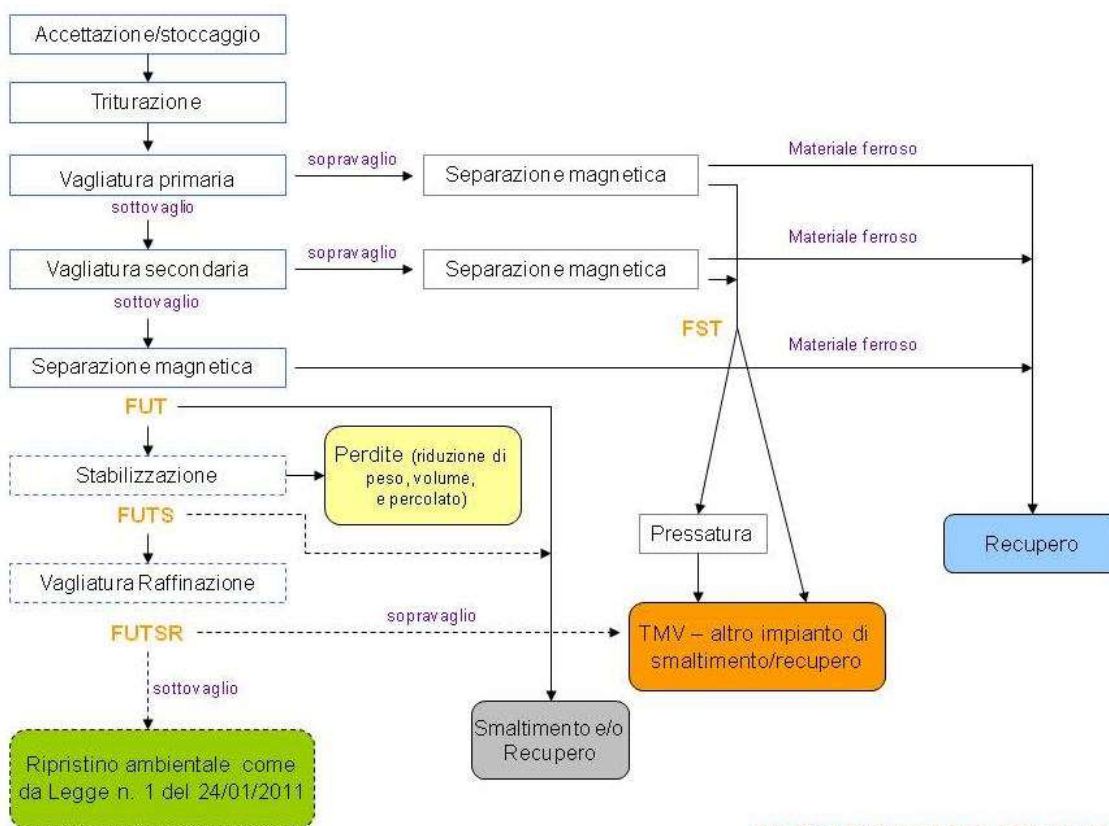 Accettazione/stoccaggio
Triturazione
Vagliatura primaria
sopravaglio
Separazione magnetica
Materiale ferroso
sottovaglio
Vagliatura secondaria
sopravaglio
Separazione magnetica
Materiale ferroso
sottovaglio
FST
Separazione magnetica
Materiale ferroso
FUT
Stabilizzazione
Perdite (riduzione di
peso, volume,
e percolato)
FUTS
Pressatura
Recupero
Vagliatura Raffinazione
FUTSR
sopravaglio
TMV – altro impianto di
smaltimento/recupero
sottovaglio
Smaltimento e/o
Recupero
Ripristino ambientale come
da Legge n. 1 del 24/01/2011